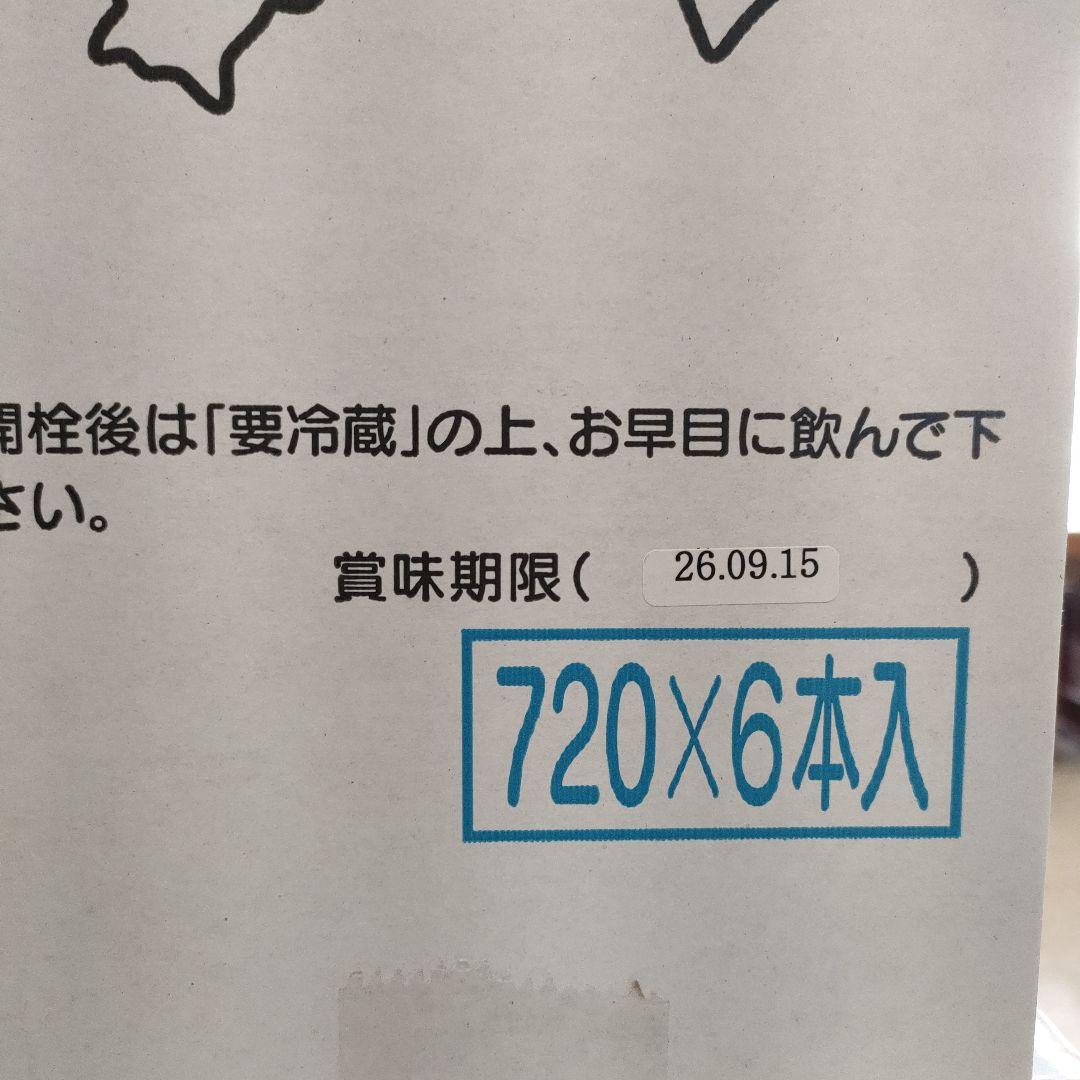 開栓後は「要冷蔵」の上、お早目に飲んで下
さい。
賞味期限( 26.09.15 )
720×6本入